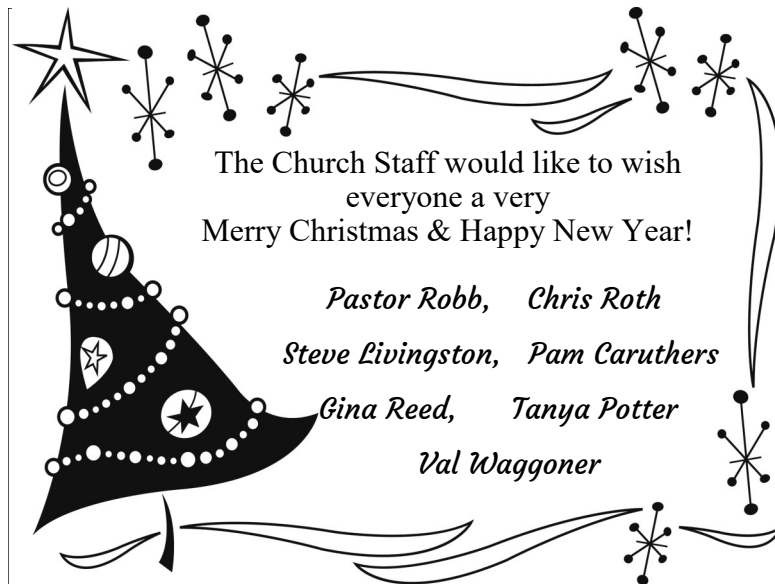 The Church Staff would like to wish
everyone a very
Merry Christmas & Happy New Year!
Pastor Robb, Chris Roth
Steve Livingston, Pam Caruthers
Gina Reed, Tanya Potter
Val Waggoner